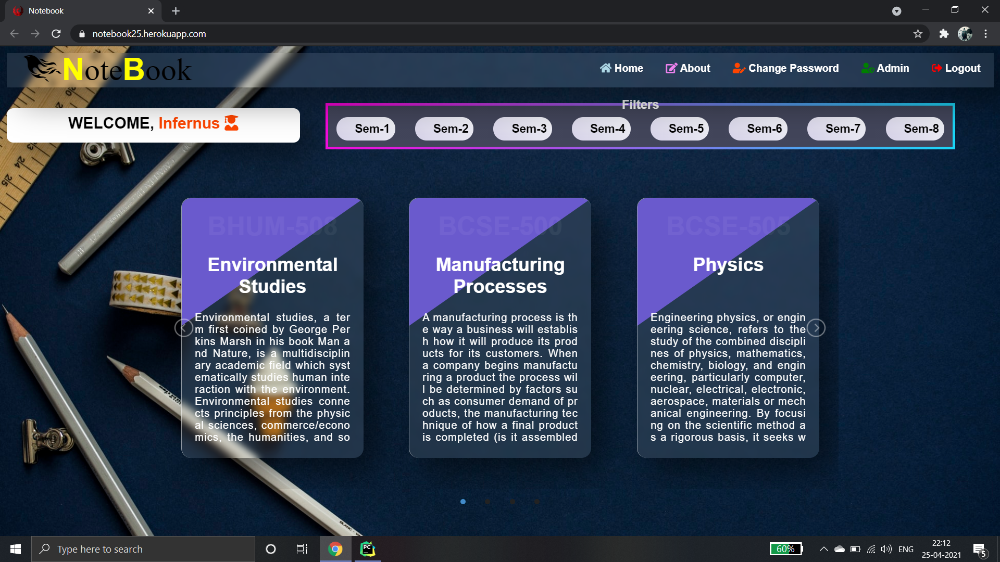 Notebook
notebook25.herokuapp.com
NoteBook
Home
About
Change Password
Admin
Logout
WELCOME, Infernus
Filters
Sem-1
Sem-2
Sem-3
Sem-4
Sem-5
Sem-6
Sem-7
Sem-8
BHUM-508
Environmental
Studies
Environmental studies, a ter
m first coined by George Per
kins Marsh in his book Man a
nd Nature, is a multidisciplin
ary academic field which syst
ematically studies human inte
raction with the environment.
Environmental studies conne
cts principles from the physic
al sciences, commerce/econo
mics, the humanities, and so
BCSE-500
Manufacturing
Processes
A manufacturing process is th
e way a business will establis
h how it will produce its prod
ucts for its customers. When
a company begins manufactu
ring a product the process wil
l be determined by factors su
ch as consumer demand of pr
oducts, the manufacturing tec
hnique of how a final product
is completed (is it assembled
BCSE-505
Physics
Engineering physics, or engin
eering science, refers to the
study of the combined discipli
nes of physics, mathematics,
chemistry, biology, and engin
eering, particularly computer,
nuclear, electrical, electronic,
aerospace, materials or mech
anical engineering. By focusi
ng on the scientific method a
s a rigorous basis, it seeks w
Type here to search
PC
60%
ENG
22:12
25-04-2021
5